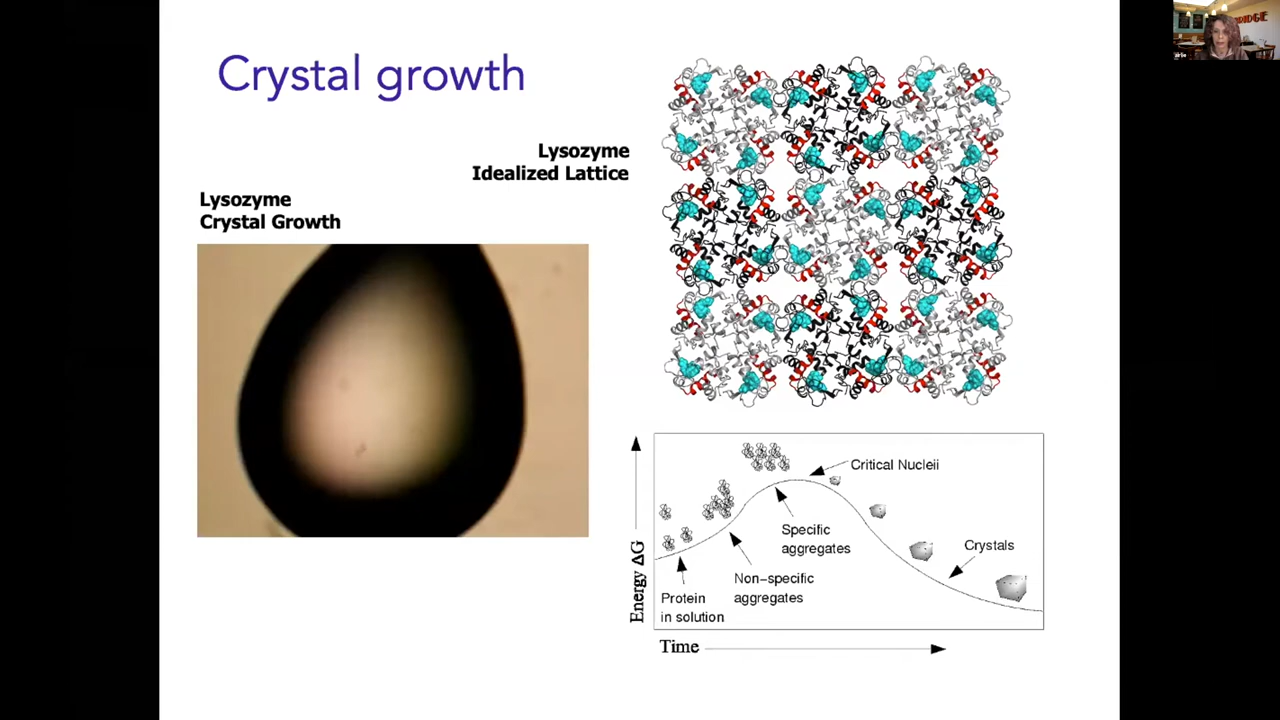 Crystal growth
Lysozyme
Idealized Lattice
Lysozyme
Crystal Growth
Critical Nucleii
Specific
aggregates
Crystals
Non-specific
aggregates
Protein
in solution
Energy ΔG
Time